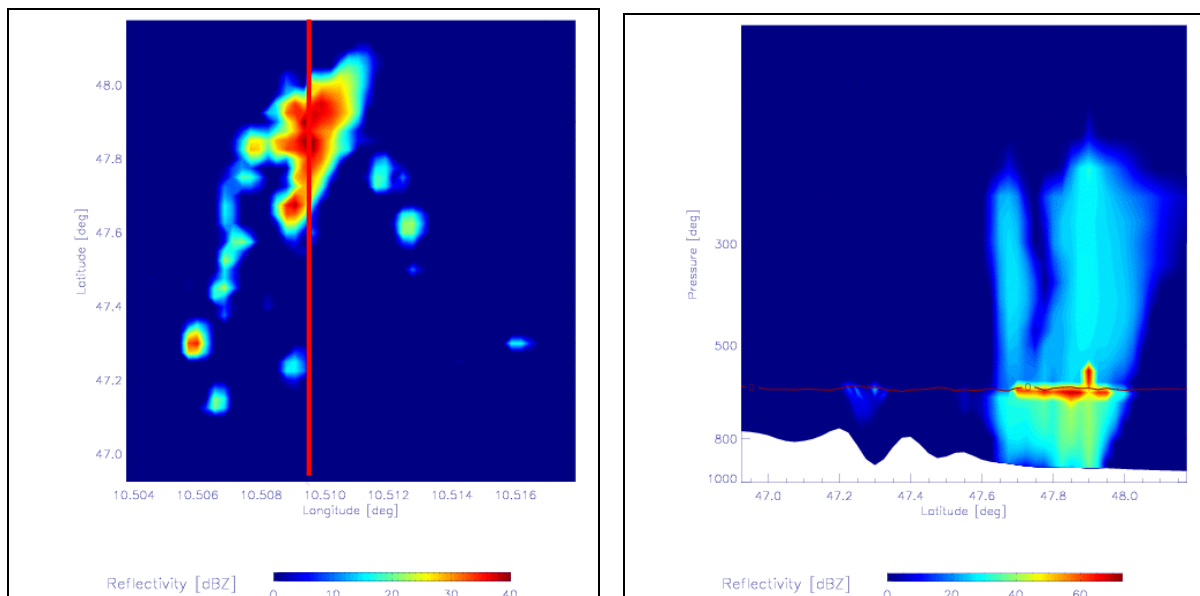 48.0
47.8
47.6
47.4
47.2
47.0
Latitude [deg]
10.504 10.506 10.508 10.510 10.512 10.514 10.516
Longitude [deg]
Reflectivity [dBZ]
0 10 20 30 40
300
500
800
1000
Pressure [deg]
0 0
47.0 47.2 47.4 47.6 47.8 48.0
Latitude [deg]
Reflectivity [dBZ]
0 20 40 60